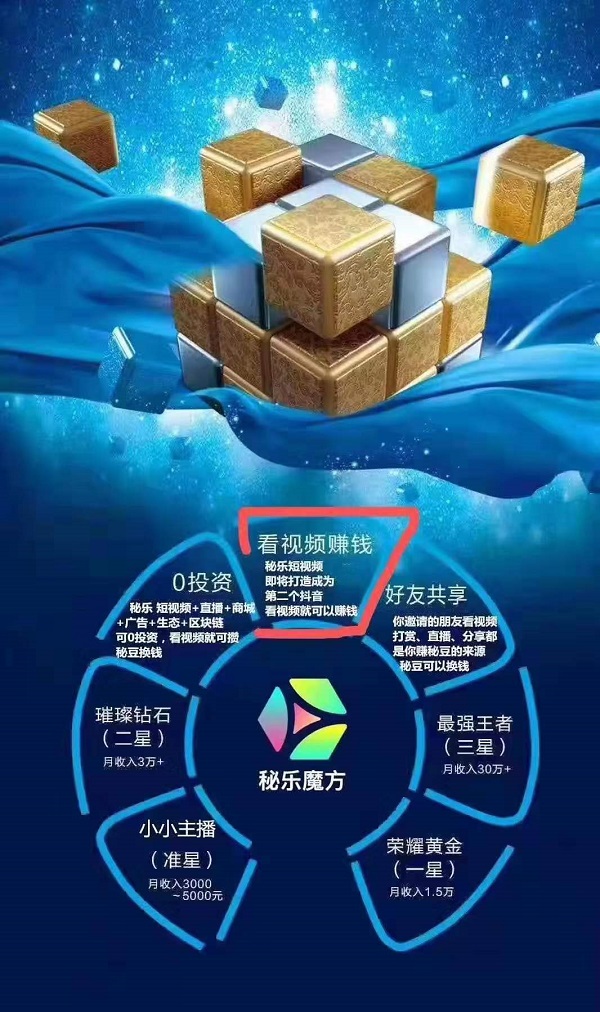 看视频赚钱
秘乐短视频
即将打造成为
第二个抖音
看视频就可以赚钱
0投资
秘乐 短视频+直播+商城
+广告+生态+区块链
可0投资，看视频就可攒
秘豆换钱
好友共享
你邀请的朋友看视频
打赏、直播、分享都
是你赚秘豆的来源
秘豆可以换钱
璀璨钻石
（二星）
月收入3万+
最强王者
（三星）
月收入30万+
秘乐魔方
小小主播
（准星）
月收入3000
～5000元
荣耀黄金
（一星）
月收入1.5万